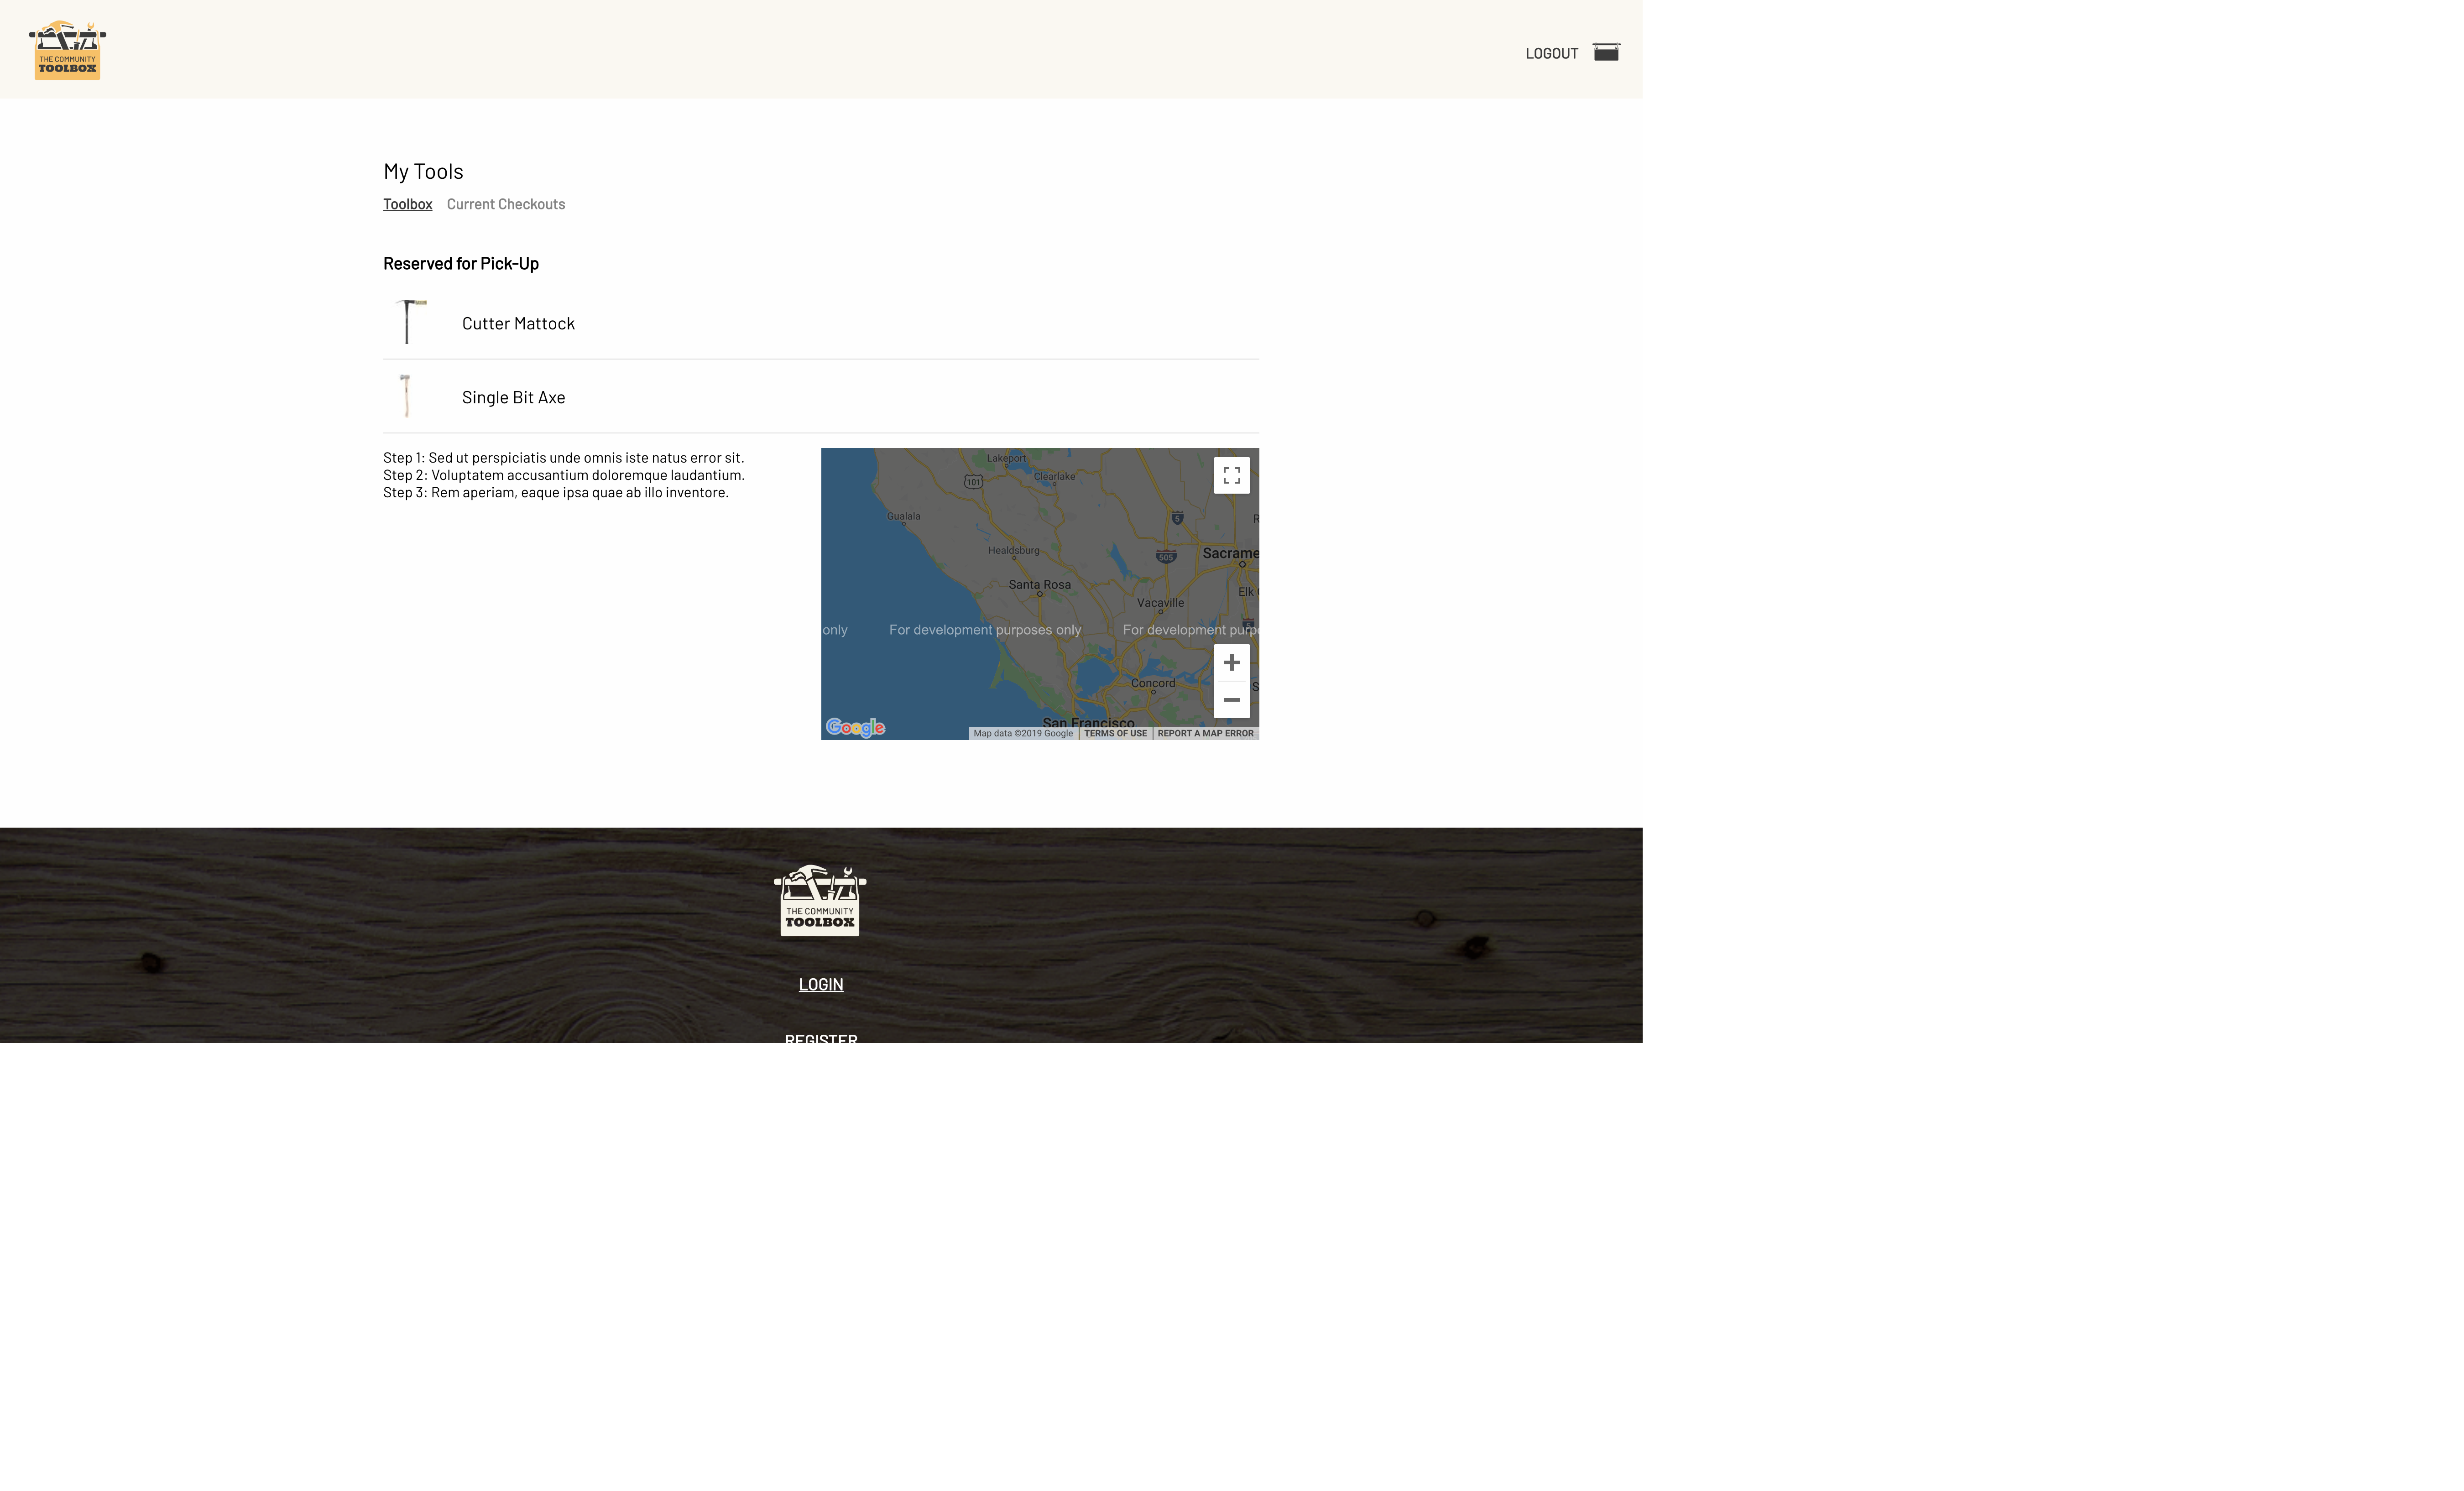 THE COMMUNITY
TOOLBOX
LOGOUT
My Tools
Toolbox Current Checkouts
Reserved for Pick-Up
Cutter Mattock
Single Bit Axe
Step 1: Sed ut perspiciatis unde omnis iste natus error sit.
Step 2: Voluptatem accusantium doloremque laudantium.
Step 3: Rem aperiam, eaque ipsa quae ab illo inventore.
Lakeport
Clearlake
101
Gualala
5
R
Healdsburg
505
Sacrame
Santa Rosa
Elk
Vacaville
only For development purposes only For development purpo
Concord
S
San Francisco
Google
Map data ©2019 Google TERMS OF USE REPORT A MAP ERROR
THE COMMUNITY
TOOLBOX
LOGIN
REGISTER